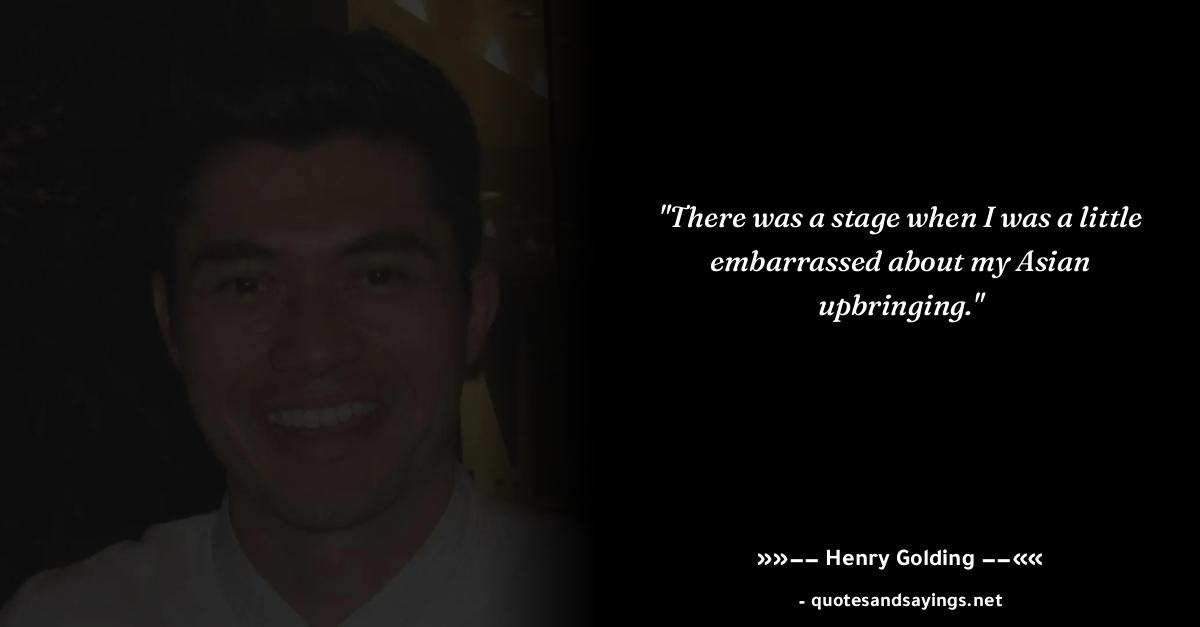 "There was a stage when I was a little
embarrassed about my Asian
upbringing."
»»−− Henry Golding −−««
- quotesandsayings.net